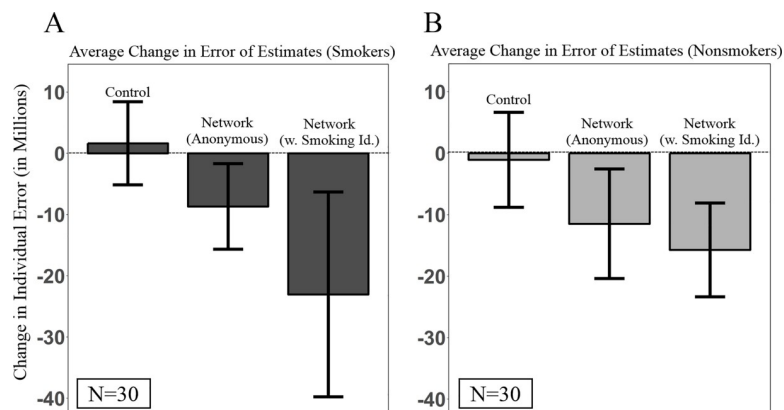 A
Average Change in Error of Estimates (Smokers)
Change in Individual Error (in Millions)
10
0
-10
-20
-30
-40
Control
Network
(Anonymous)
Network
(w. Smoking Id.)
N=30
B
Average Change in Error of Estimates (Nonsmokers)
10
0
-10
-20
-30
-40
Control
Network
(Anonymous)
Network
(w. Smoking Id.)
N=30